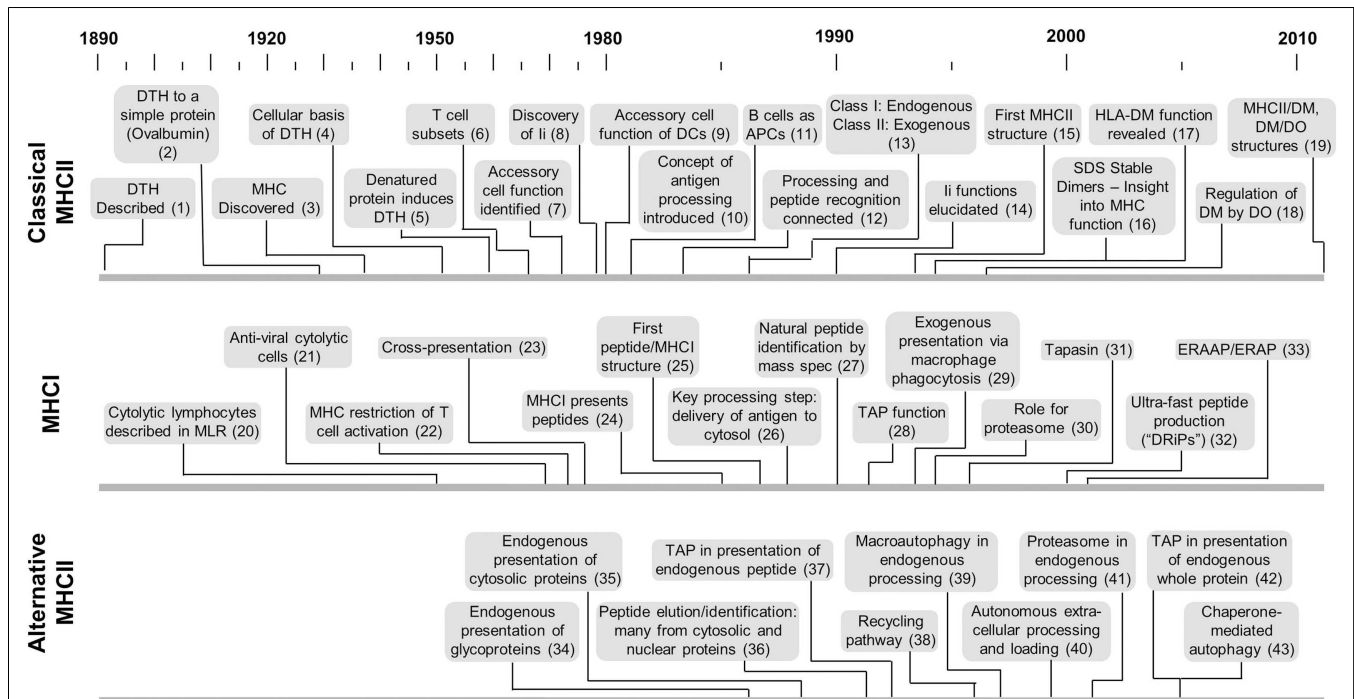 1890 1920 1950 1980 1990 2000 2010
Classical
MHCII
DTH to a
simple protein
(Ovalbumin)
(2)
Cellular basis
of DTH (4)
T cell
subsets (6)
Discovery
of Ii (8)
Accessory cell
function of DCs (9)
B cells as
APCs (11)
Class I: Endogenous
Class II: Exogenous
(13)
First MHCII
structure (15)
HLA-DM function
revealed (17)
MHCII/DM,
DM/DO
structures (19)
DTH
Described (1)
MHC
Discovered (3)
Denatured
protein induces
DTH (5)
Accessory
cell function
identified (7)
Concept of
antigen
processing
introduced (10)
Processing and
peptide recognition
connected (12)
Ii functions
elucidated (14)
SDS Stable
Dimers – Insight
into MHC
function (16)
Regulation of
DM by DO (18)
MHCI
Anti-viral cytolytic
cells (21)
Cross-presentation (23)
First
peptide/MHCI
structure (25)
Natural peptide
identification by
mass spec (27)
Exogenous
presentation via
macrophage
phagocytosis (29)
Tapasin (31)
ERAAP/ERAP (33)
Cytolytic lymphocytes
described in MLR (20)
MHC restriction of T
cell activation (22)
MHCI presents
peptides (24)
Key processing step:
delivery of antigen to
cytosol (26)
TAP function
(28)
Role for
proteasome (30)
Ultra-fast peptide
production
(“DRiPs”) (32)
Alternative
MHCII
Endogenous
presentation of
cytosolic proteins (35)
TAP in presentation of
endogenous peptide (37)
Macroautophagy in
endogenous
processing (39)
Proteasome in
endogenous
processing (41)
TAP in presentation
of endogenous
whole protein (42)
Endogenous
presentation of
glycoproteins (34)
Peptide elution/identification:
many from cytosolic and
nuclear proteins (36)
Recycling
pathway (38)
Autonomous extra-
cellular processing
and loading (40)
Chaperone-
mediated
autophagy (43)